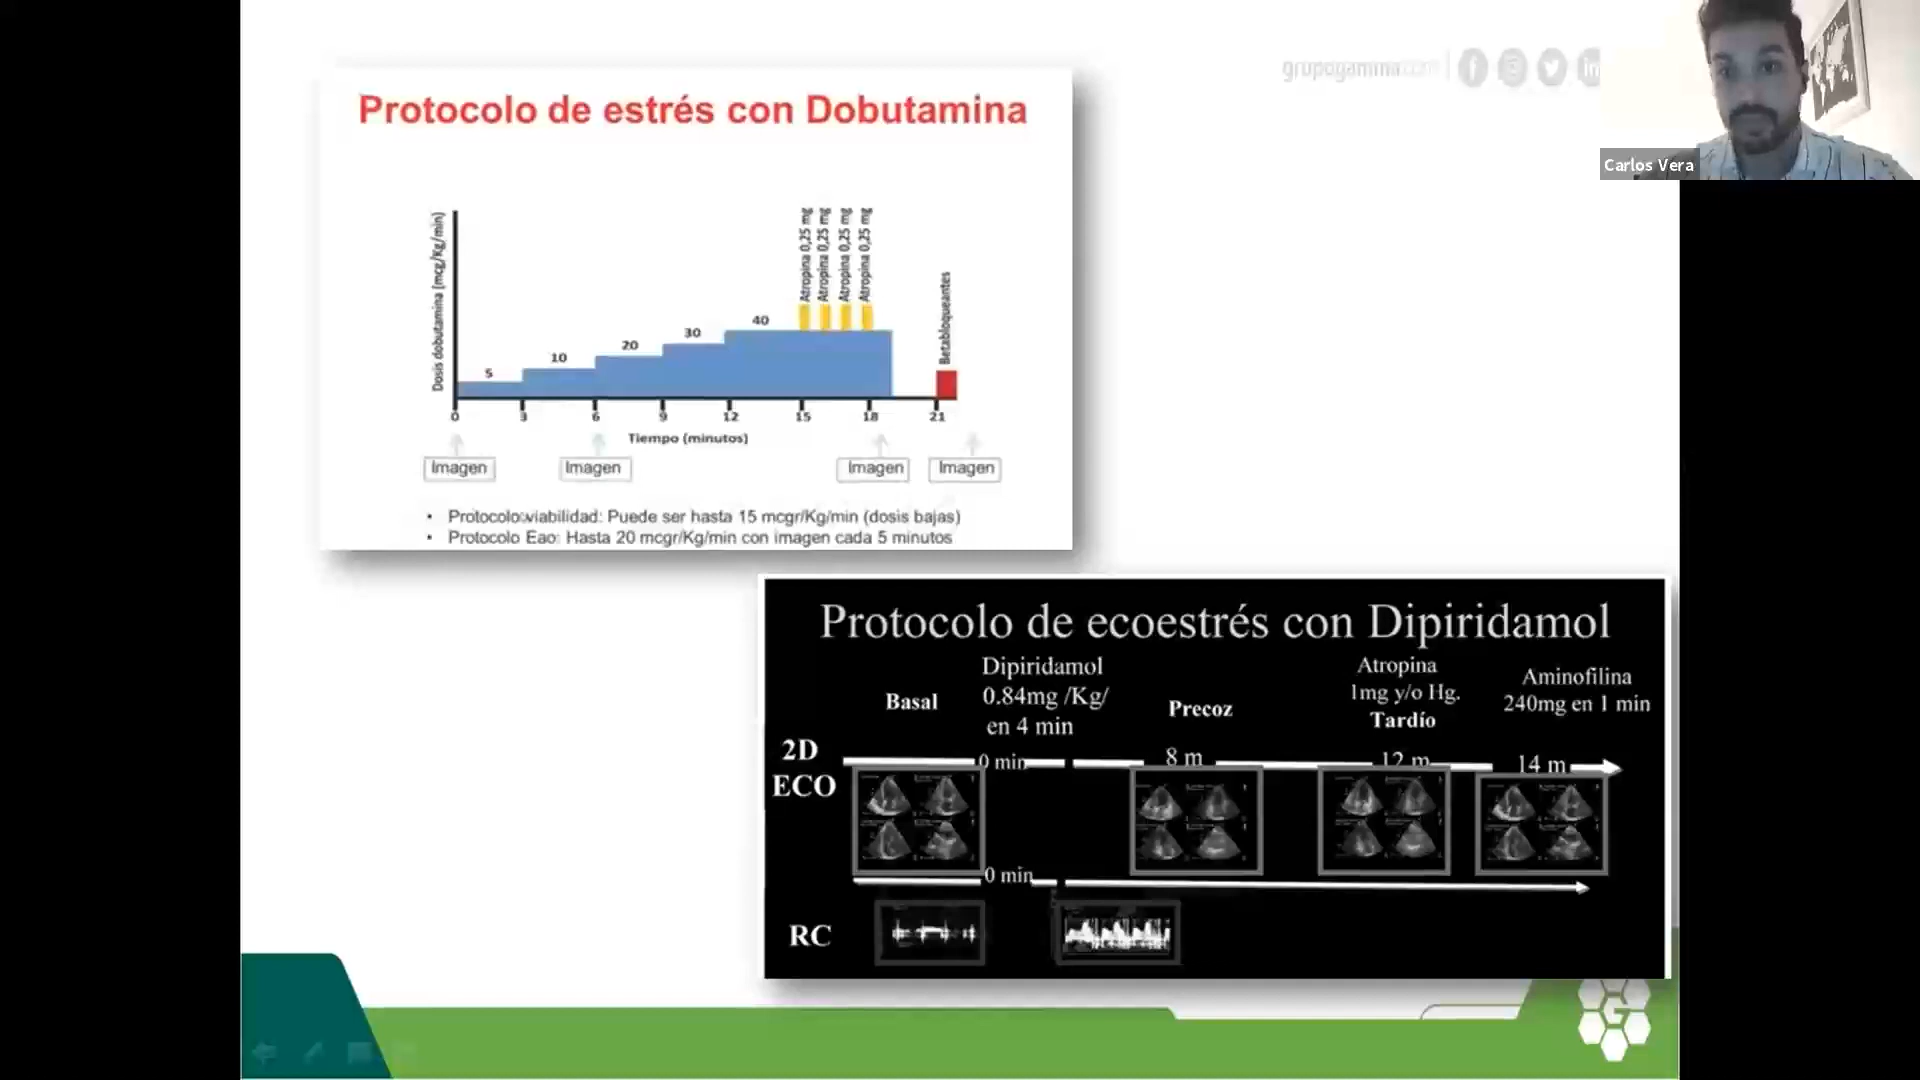 grupogamma.com
Carlos Vera
Protocolo de estrés con Dobutamina
Dosis dobutamina (mcg/Kg/min)
5
10
20
30
40
Atropina 0,25 mg
Atropina 0,25 mg
Atropina 0,25 mg
Atropina 0,25 mg
Betabloqueantes
0 3 6 9 12 15 18 21
Tiempo (minutos)
Imagen Imagen Imagen Imagen
• Protocolo viabilidad: Puede ser hasta 15 mcgr/Kg/min (dosis bajas)
• Protocolo Eao: Hasta 20 mcgr/Kg/min con imagen cada 5 minutos
Protocolo de ecoestrés con Dipiridamol
Basal
Dipiridamol
0.84mg /Kg/
en 4 min
Precoz
Atropina
1mg y/o Hg.
Tardío
Aminofilina
240mg en 1 min
2D
ECO
0 min
8 m
12 m
14 m
0 min
RC